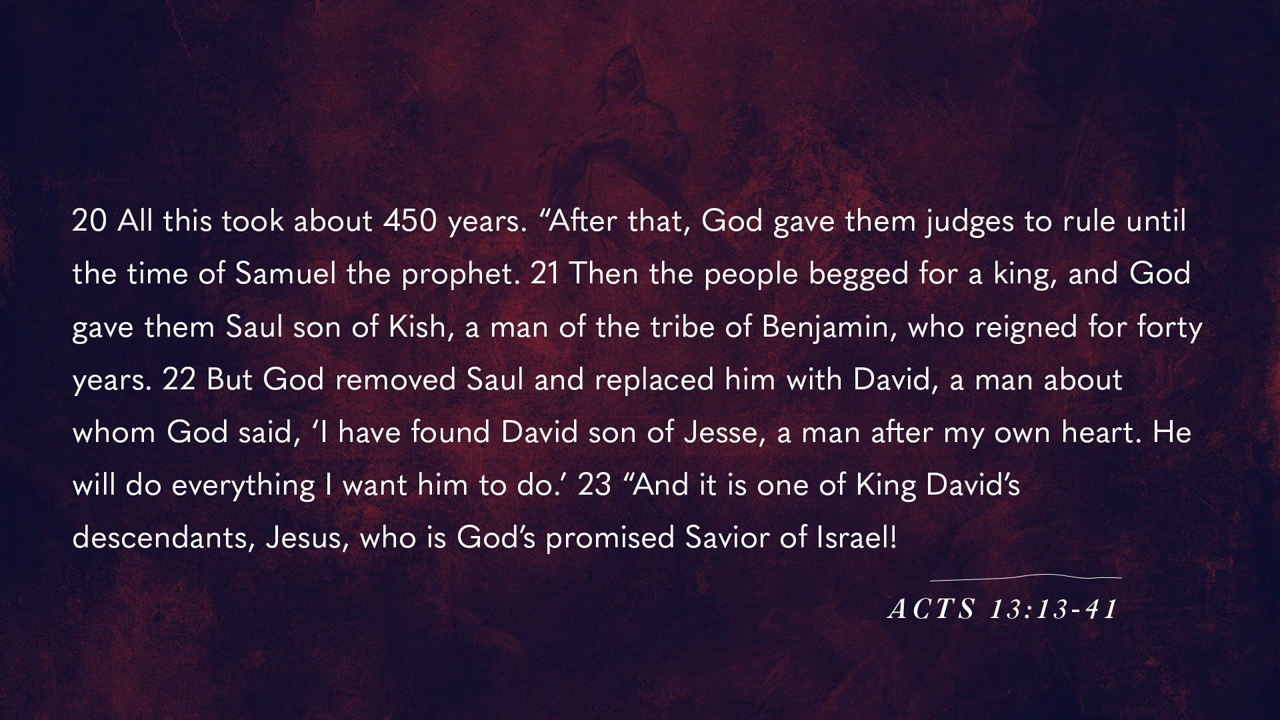 20 All this took about 450 years. “After that, God gave them judges to rule until
the time of Samuel the prophet. 21 Then the people begged for a king, and God
gave them Saul son of Kish, a man of the tribe of Benjamin, who reigned for forty
years. 22 But God removed Saul and replaced him with David, a man about
whom God said, ‘I have found David son of Jesse, a man after my own heart. He
will do everything I want him to do.’ 23 “And it is one of King David’s
descendants, Jesus, who is God’s promised Savior of Israel!
ACTS 13:13-41